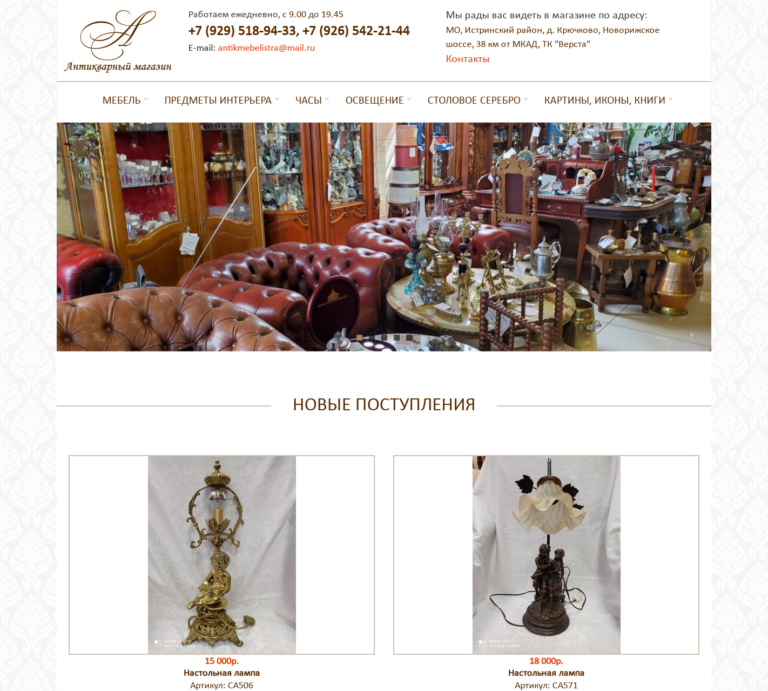 Антикварный магазин
Работаем ежедневно, с 9.00 до 19.45
+7 (929) 518-94-33, +7 (926) 542-21-44
E-mail: antikmebelistra@mail.ru
Мы рады вас видеть в магазине по адресу:
МО, Истринский район, д. Крючково, Новорижское
шоссе, 38 км от МКАД, ТК "Верста"
Контакты
МЕБЕЛЬ
ПРЕДМЕТЫ ИНТЕРЬЕРА
ЧАСЫ
ОСВЕЩЕНИЕ
СТОЛОВОЕ СЕРЕБРО
КАРТИНЫ, ИКОНЫ, КНИГИ
НОВЫЕ ПОСТУПЛЕНИЯ
15 000р.
Настольная лампа
Артикул: СА506
18 000р.
Настольная лампа
Артикул: СА571